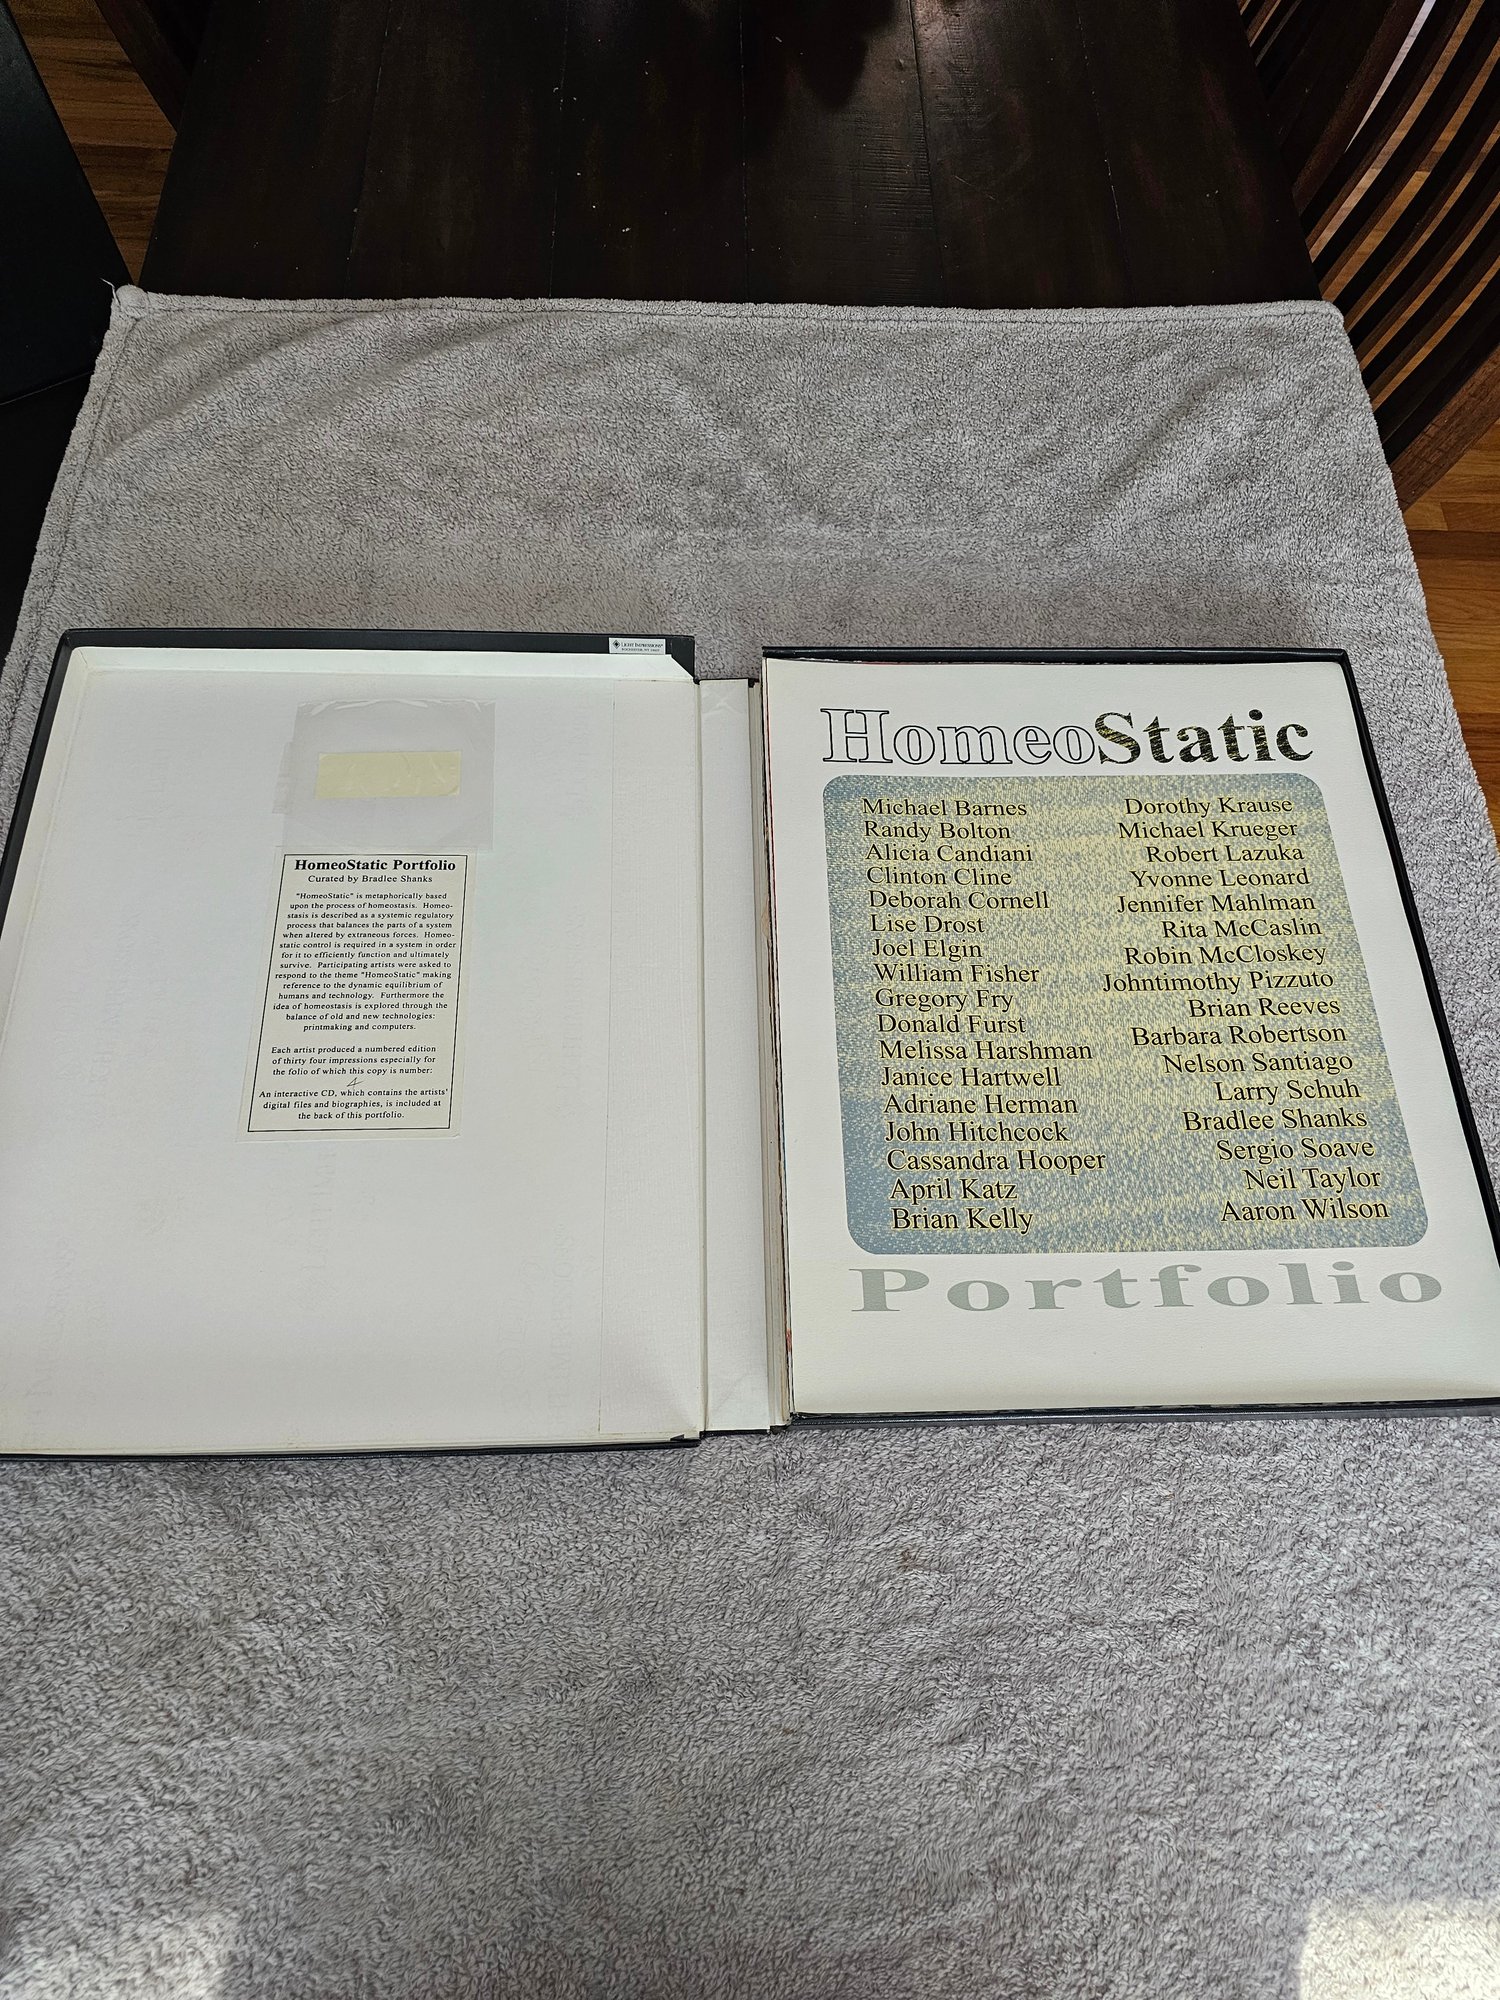 LIGHT IMPRESSIONS
HomeoStatic Portfolio
Curated by Bradlee Shanks
"HomeoStatic" is metaphorically based
upon the process of homeostasis. Homeo-
stasis is described as a systemic regulatory
process that balances the parts of a system
when altered by extraneous forces. Homeo-
static control is required in a system in order
for it to efficiently function and ultimately
survive. Participating artists were asked to
respond to the theme "HomeoStatic" making
reference to the dynamic equilibrium of
humans and technology. Furthermore the
idea of homeostasis is explored through the
balance of old and new technologies:
printmaking and computers.
Each artist produced a numbered edition
of thirty four impressions especially for
the folio of which this copy is number:
4
An interactive CD, which contains the artists'
digital files and biographies, is included at
the back of this portfolio.
HomeoStatic
Michael Barnes
Randy Bolton
Alicia Candiani
Clinton Cline
Deborah Cornell
Lise Drost
Joel Elgin
William Fisher
Gregory Fry
Donald Furst
Melissa Harshman
Janice Hartwell
Adriane Herman
John Hitchcock
Cassandra Hooper
April Katz
Brian Kelly
Dorothy Krause
Michael Krueger
Robert Lazuka
Yvonne Leonard
Jennifer Mahlman
Rita McCaslin
Robin McCloskey
Johntimothy Pizzuto
Brian Reeves
Barbara Robertson
Nelson Santiago
Larry Schuh
Bradlee Shanks
Sergio Soave
Neil Taylor
Aaron Wilson
Portfolio